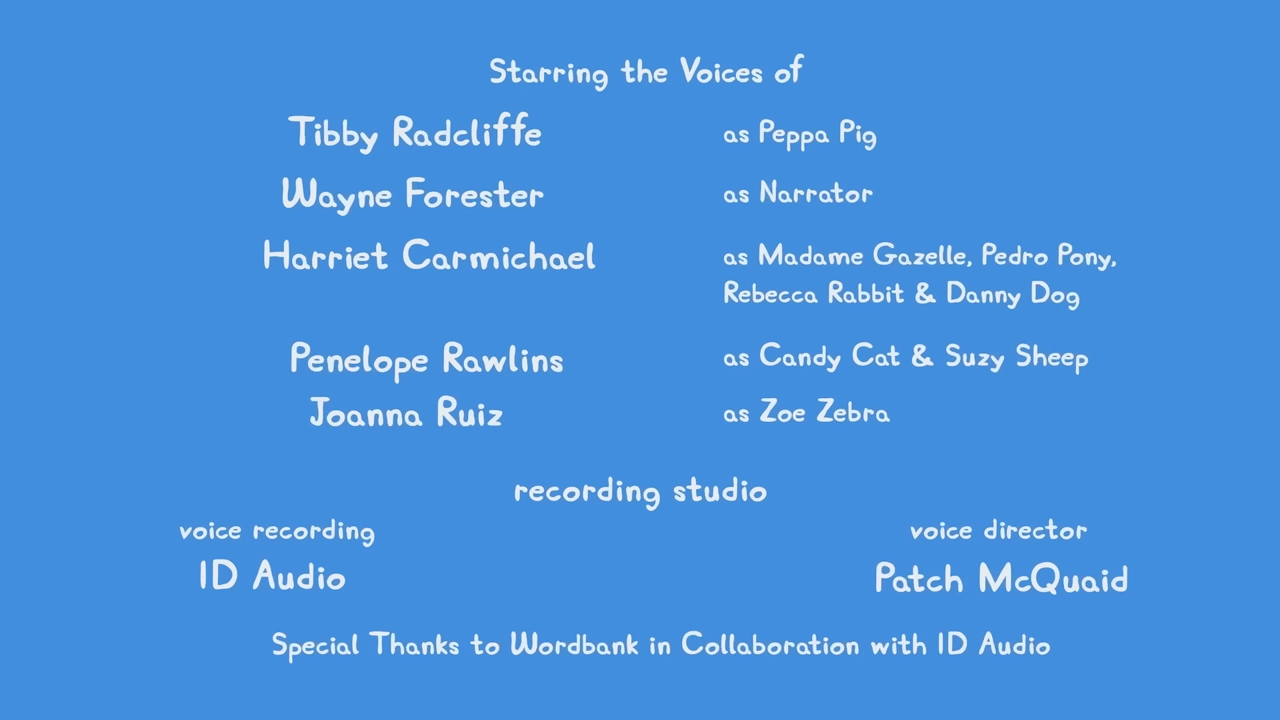 Starring the Voices of
Tibby Radcliffe as Peppa Pig
Wayne Forester as Narrator
Harriet Carmichael as Madame Gazelle, Pedro Pony,
Rebecca Rabbit & Danny Dog
Penelope Rawlins as Candy Cat & Suzy Sheep
Joanna Ruiz as Zoe Zebra
recording studio
voice recording voice director
ID Audio Patch McQuaid
Special Thanks to Wordbank in Collaboration with ID Audio